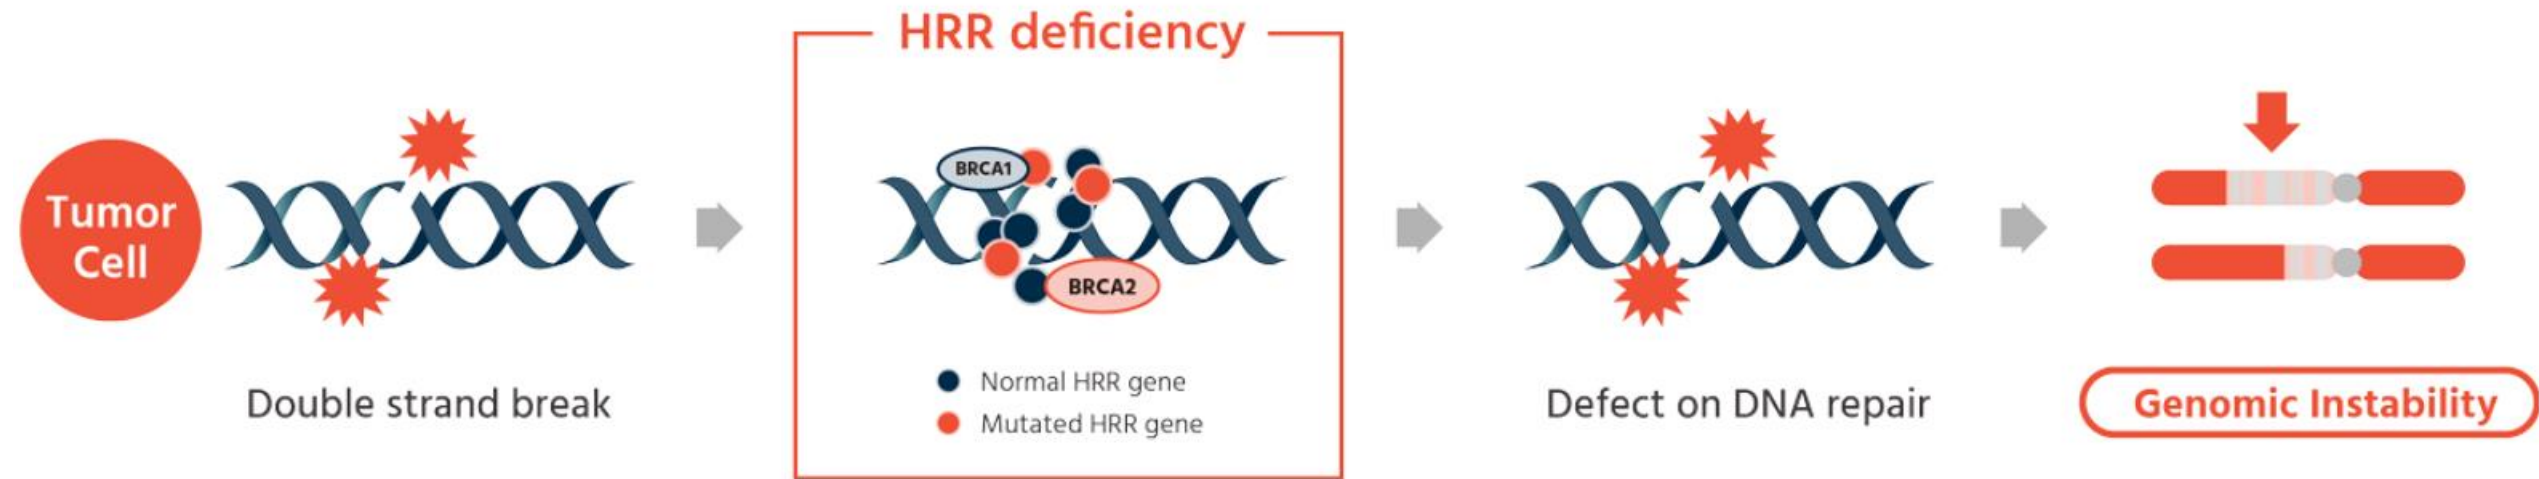 Tumor
Cell
Double strand break
HRR deficiency
BRCA1
BRCA2
Normal HRR gene
Mutated HRR gene
Defect on DNA repair
Genomic Instability